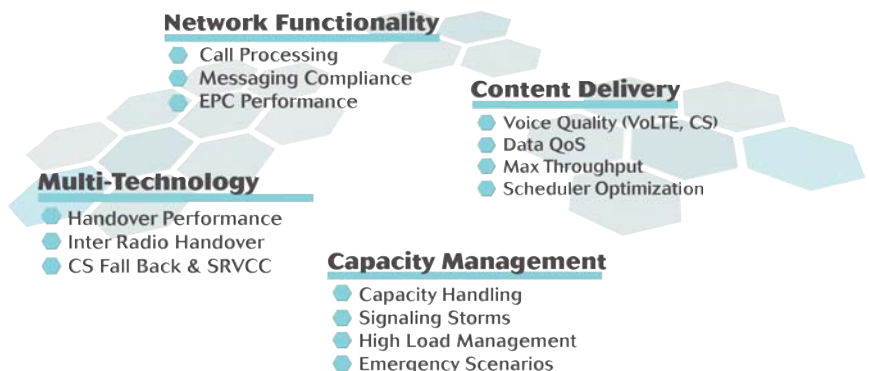 Network Functionality
Call Processing
Messaging Compliance
EPC Performance
Content Delivery
Voice Quality (VoLTE, CS)
Data QoS
Max Throughput
Scheduler Optimization
Multi-Technology
Handover Performance
Inter Radio Handover
CS Fall Back & SRVCC
Capacity Management
Capacity Handling
Signaling Storms
High Load Management
Emergency Scenarios